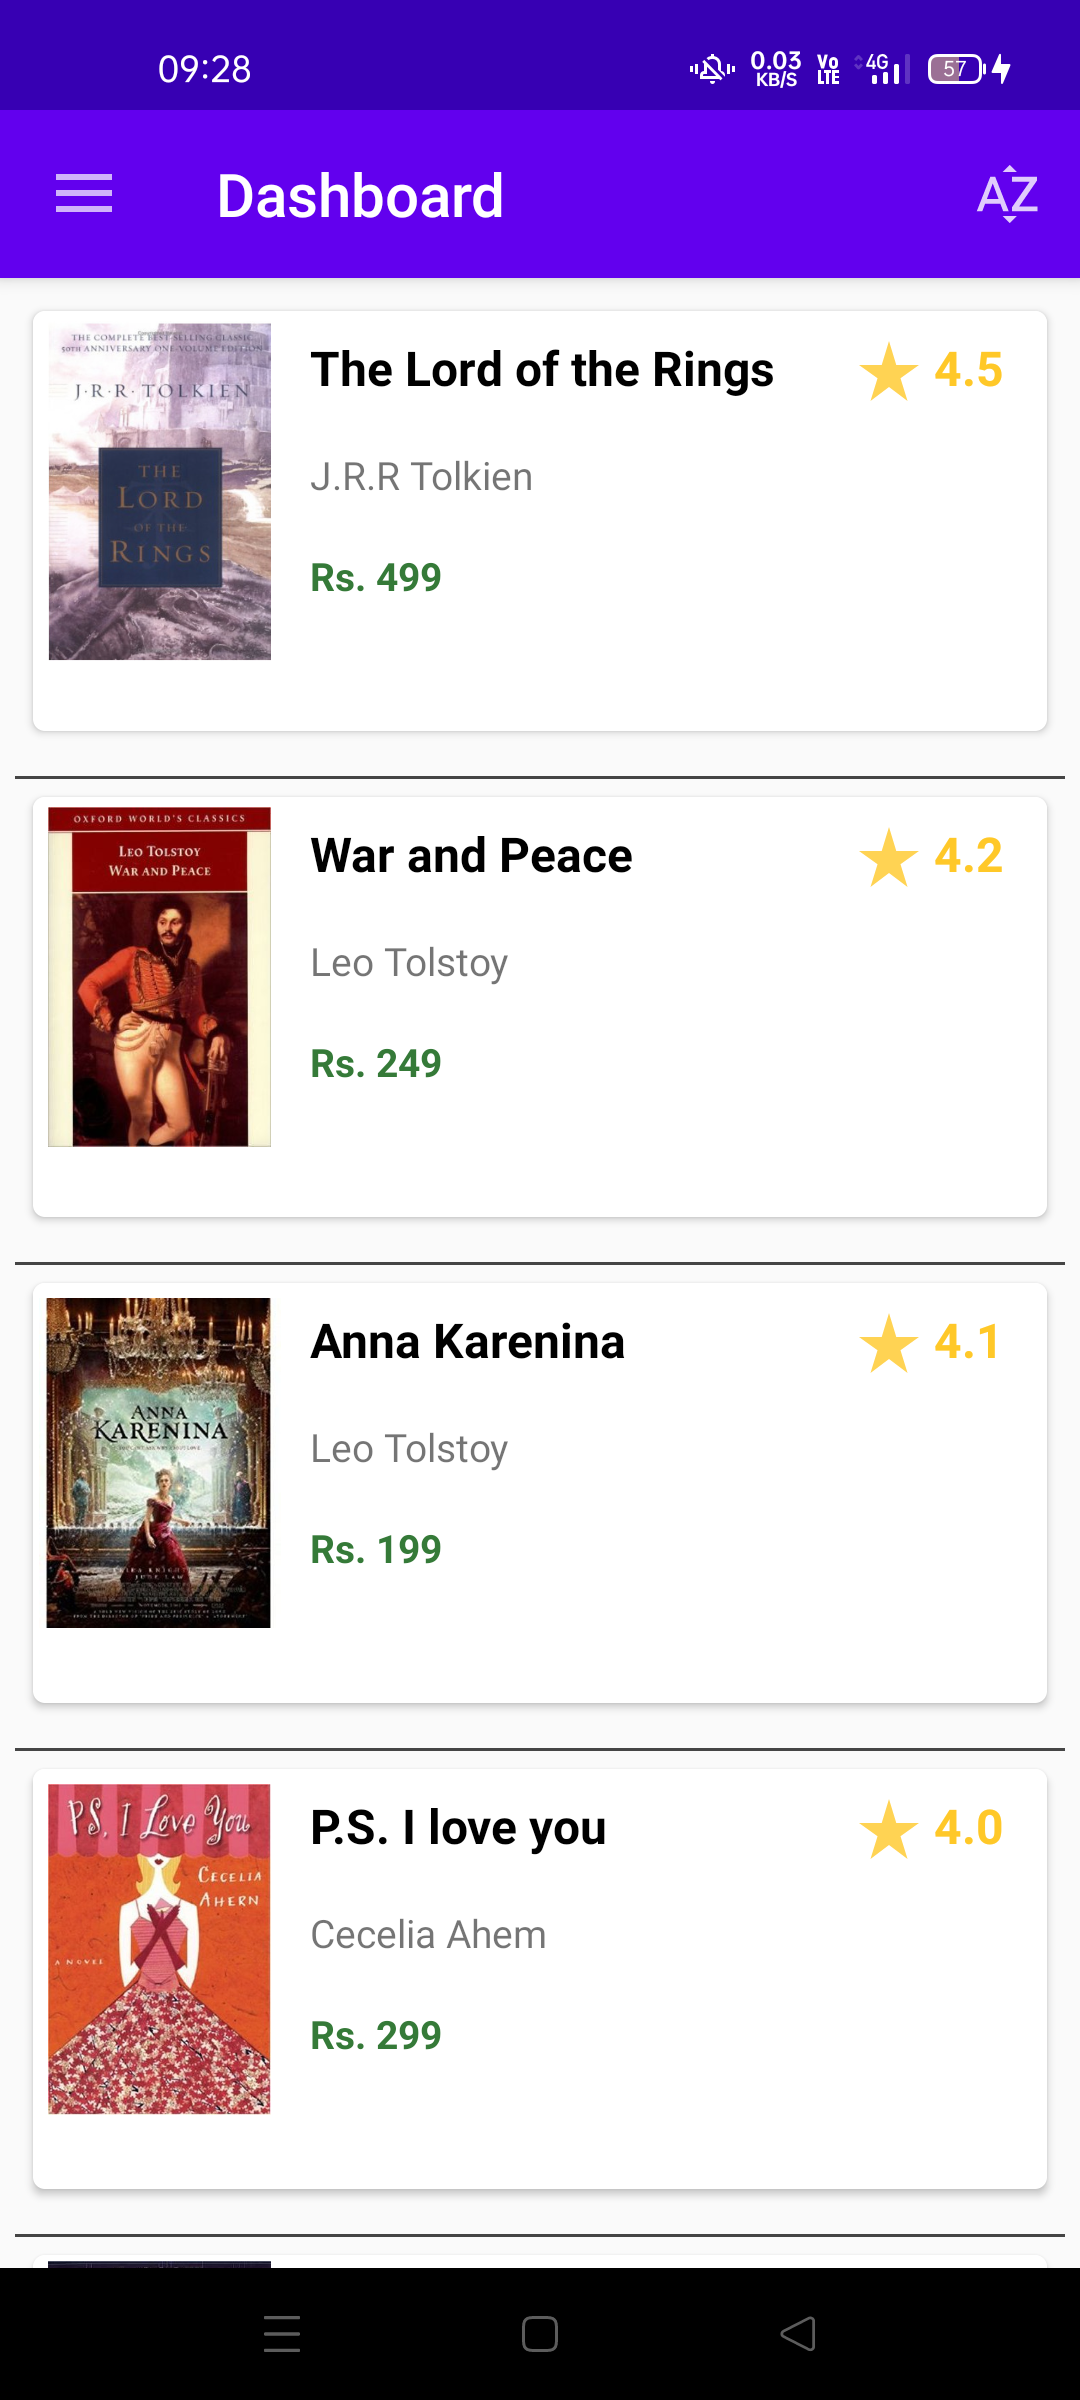 09:28
0.03
KB/S
Vo
LTE
4G
57
Dashboard
AZ
THE COMPLETE BEST-SELLING CLASSIC
50TH ANNIVERSARY ONE-VOLUME EDITION
J·R·R·TOLKIEN
THE
LORD
OF THE
RINGS
The Lord of the Rings
4.5
J.R.R Tolkien
Rs. 499
OXFORD WORLD'S CLASSICS
LEO TOLSTOY
WAR AND PEACE
War and Peace
4.2
Leo Tolstoy
Rs. 249
ANNA
KARENINA
Anna Karenina
4.1
Leo Tolstoy
Rs. 199
PS, I Love You
CECELIA
AHERN
A NOVEL
P.S. I love you
4.0
Cecelia Ahem
Rs. 299